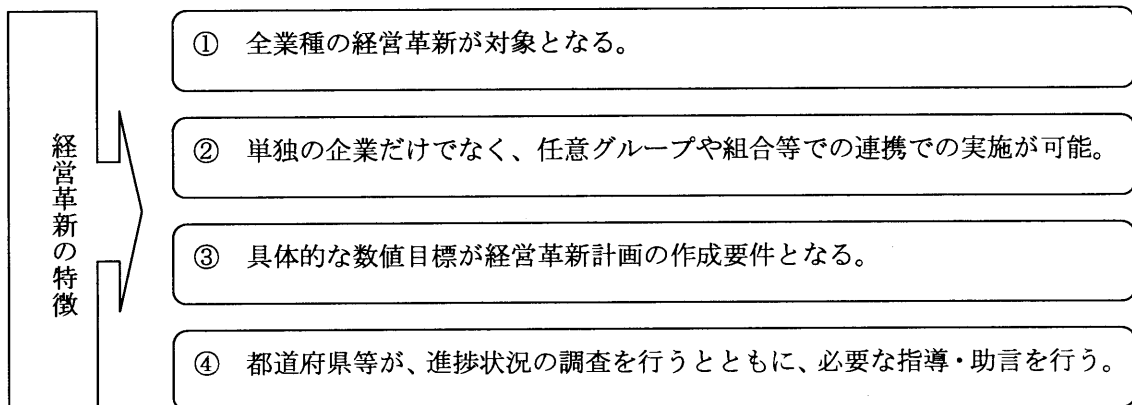 経営革新の特徴
① 全業種の経営革新が対象となる。
② 単独の企業だけでなく、任意グループや組合等での連携での実施が可能。
③ 具体的な数値目標が経営革新計画の作成要件となる。
④ 都道府県等が、進捗状況の調査を行うとともに、必要な指導・助言を行う。